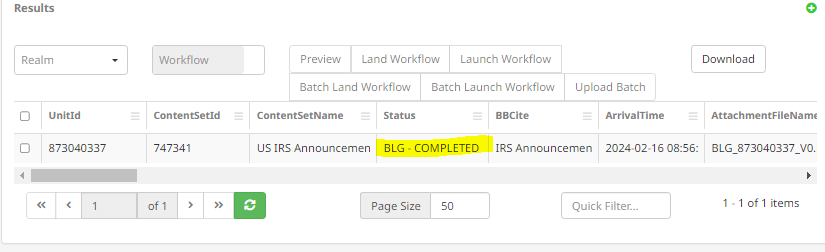 Results
Realm Workflow Preview Land Workflow Launch Workflow Download
Batch Land Workflow Batch Launch Workflow Upload Batch
UnitId ContentSetId ContentSetName Status BBCite ArrivalTime AttachmentFileName
873040337 747341 US IRS Announcemen BLG - COMPLETED IRS Announcemen 2024-02-16 08:56: BLG_873040337_V0.
1 of 1 Page Size 50 Quick Filter... 1 - 1 of 1 items